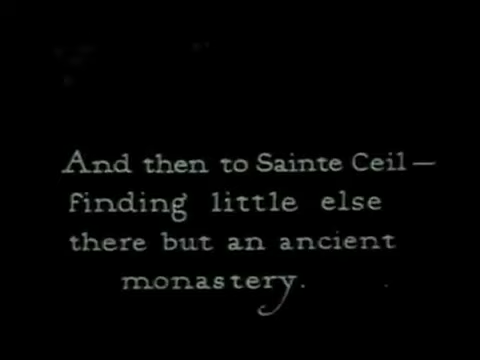 And then to Sainte Ceil —
finding little else
there but an ancient
monastery.